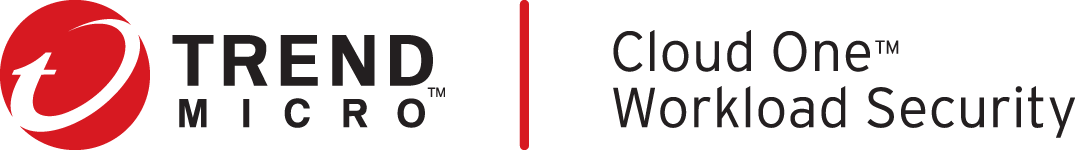 TREND
MICRO™
Cloud One™
Workload Security